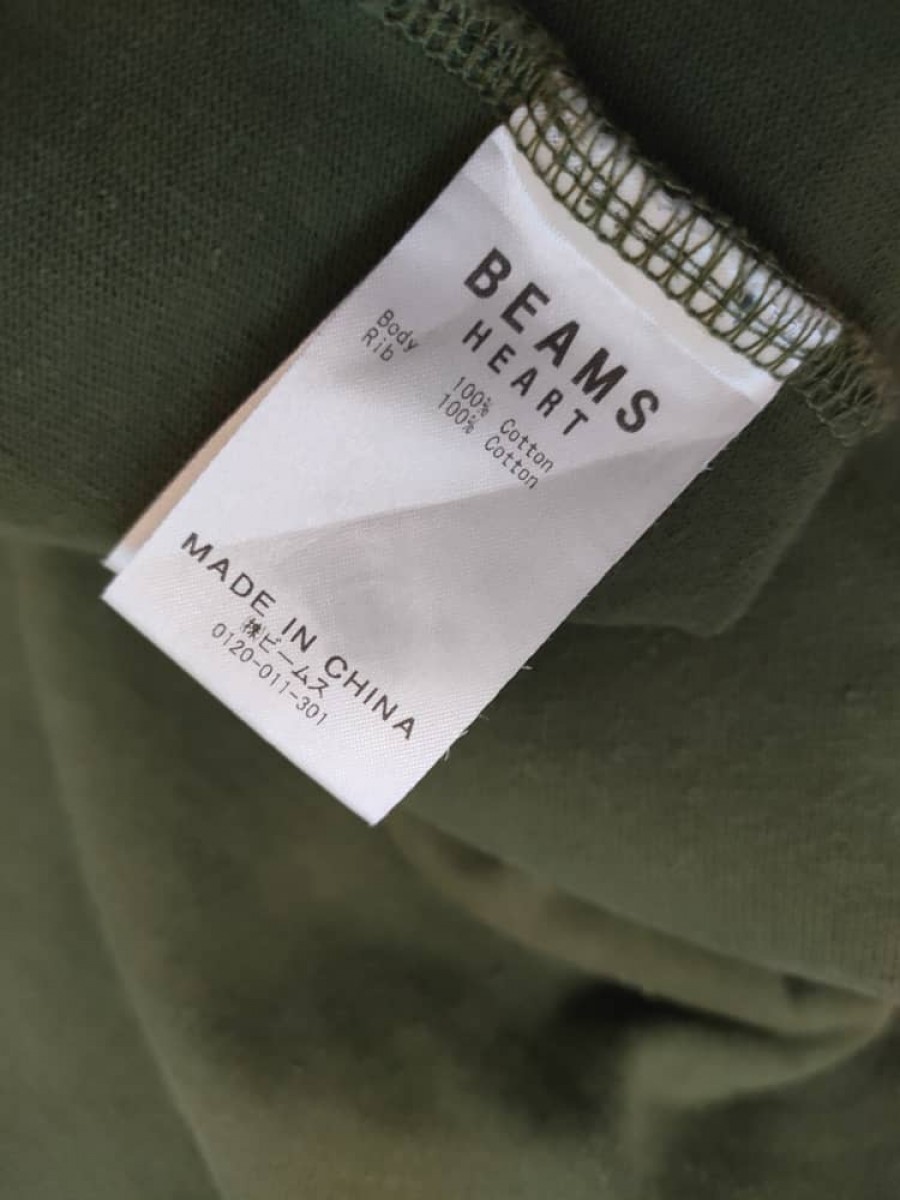 BEAMS
HEART
Body 100% Cotton
Rib 100% Cotton
MADE IN CHINA
㈱ビームス
0120-011-301